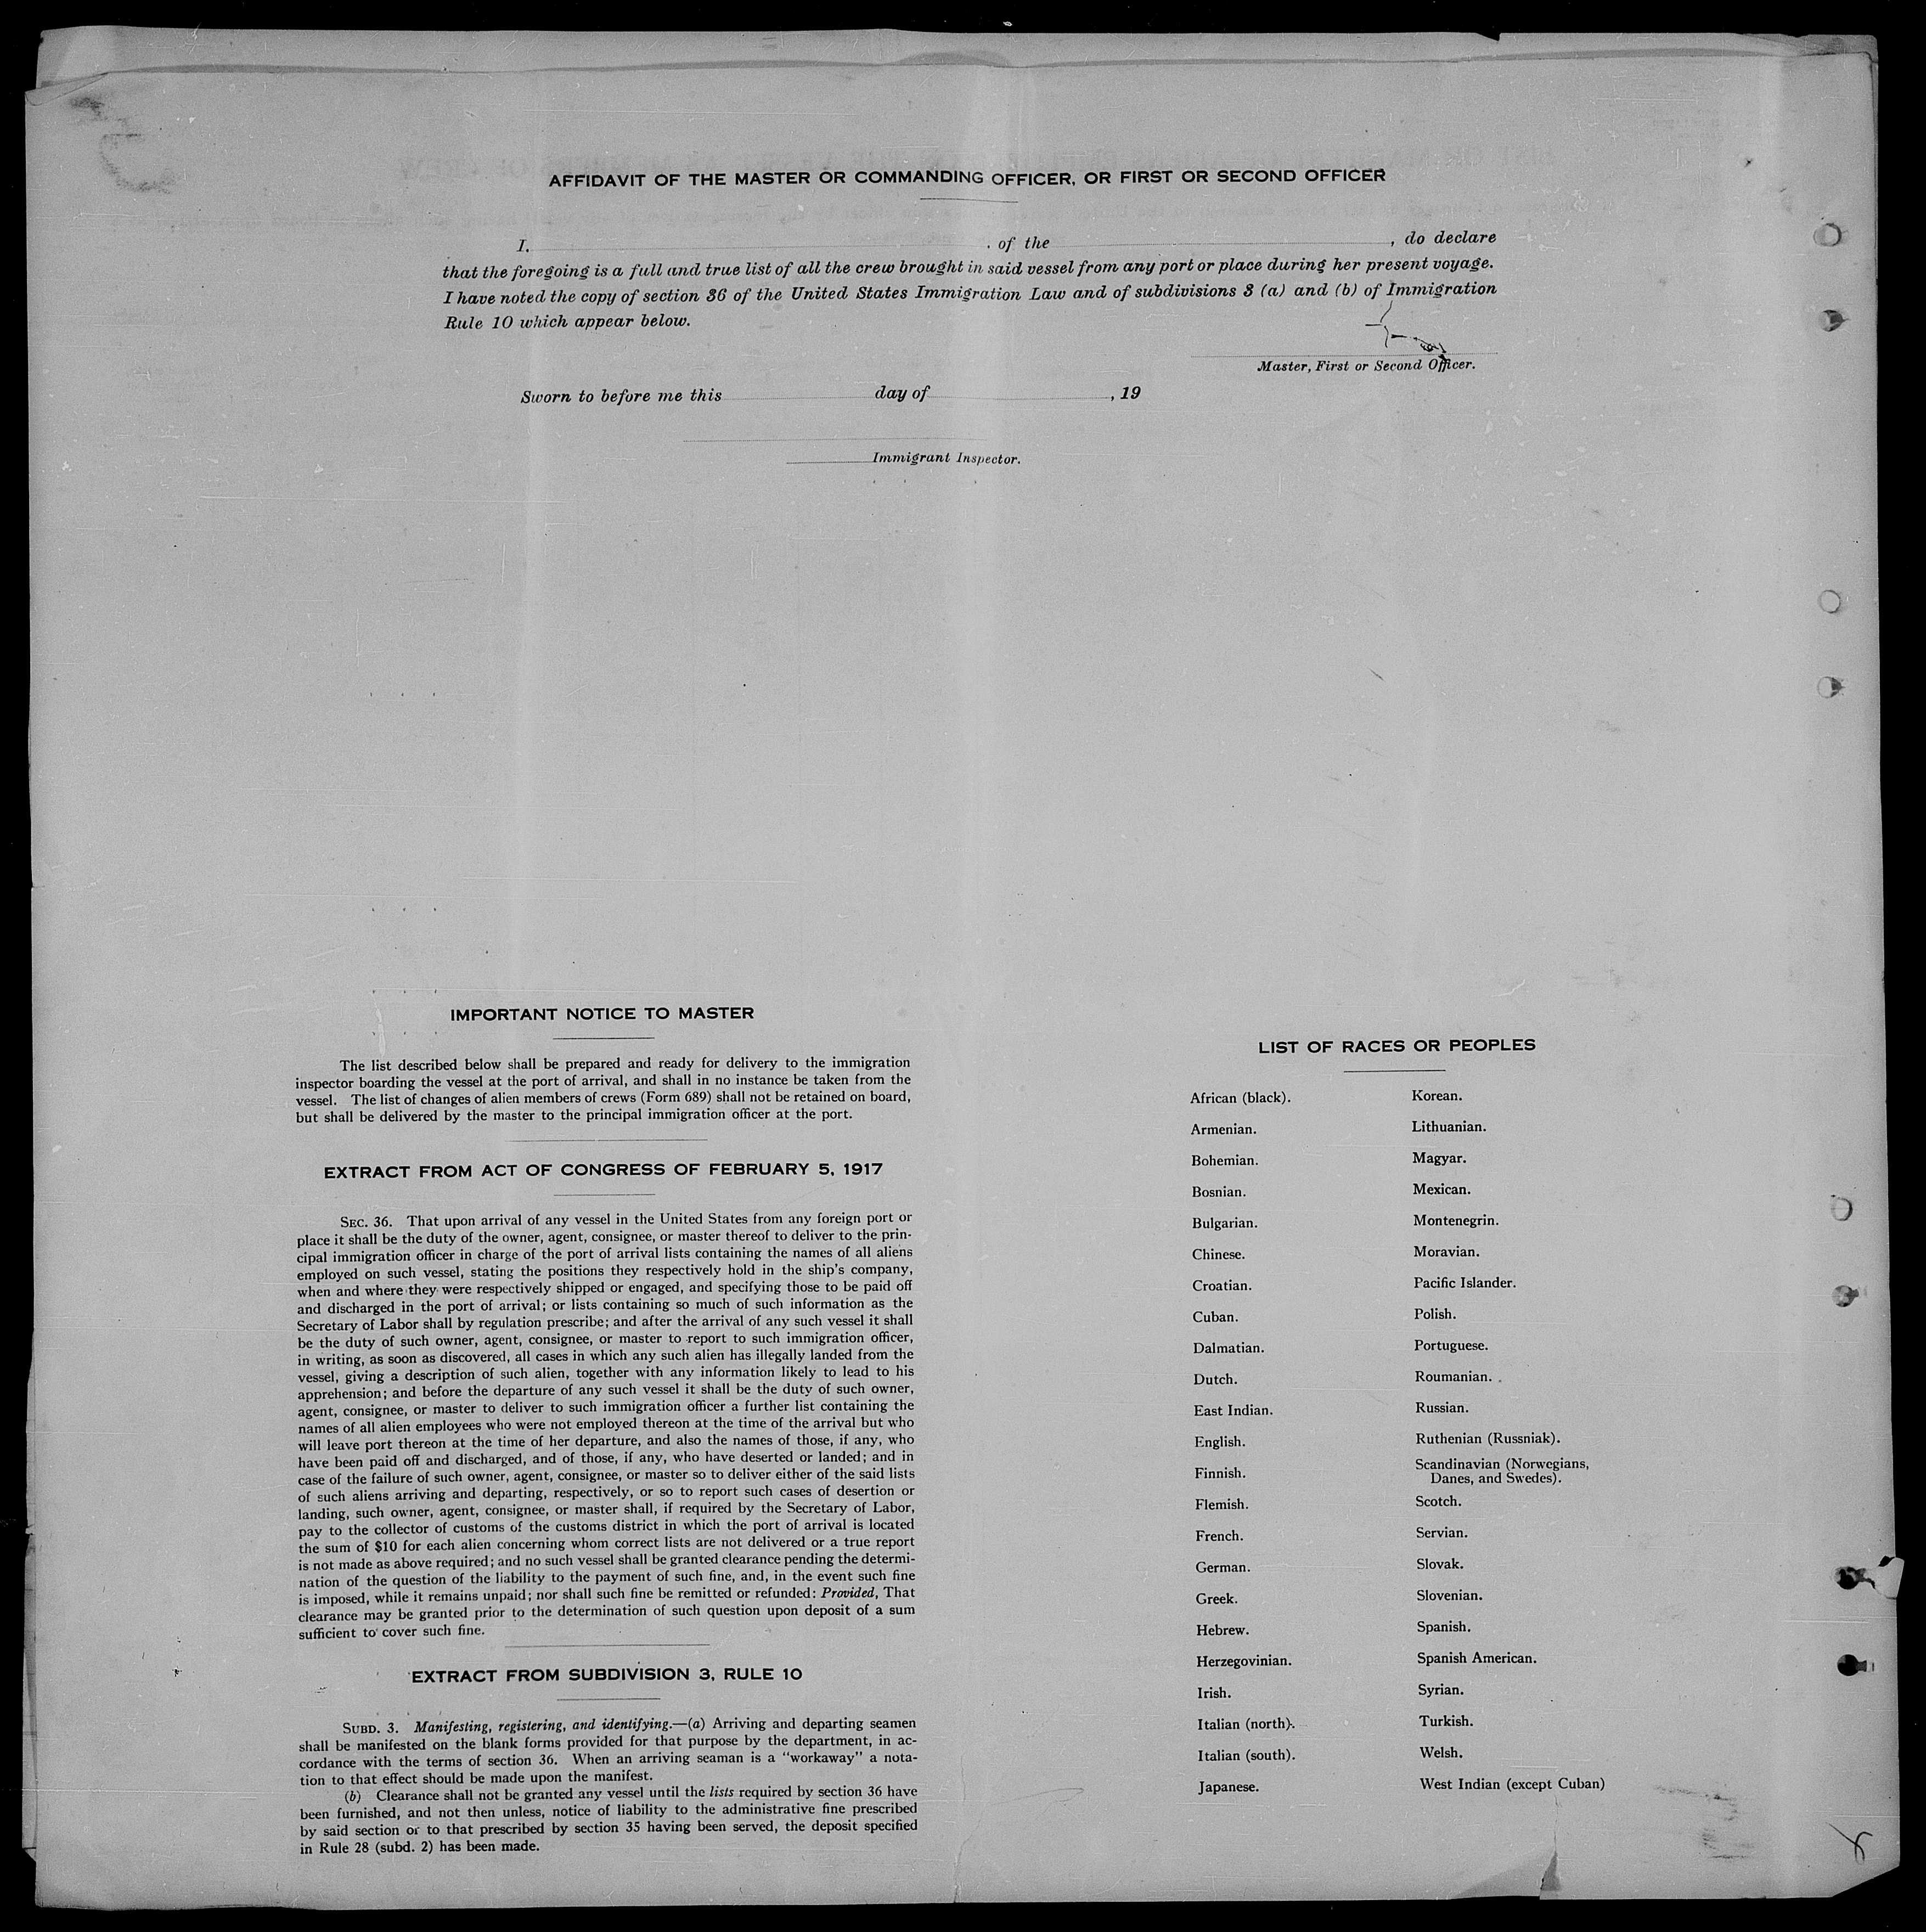 AFFIDAVIT OF THE MASTER OR COMMANDING OFFICER, OR FIRST OR SECOND OFFICER
I, , of the , do declare
that the foregoing is a full and true list of all the crew brought in said vessel from any port or place during her present voyage.
I have noted the copy of section 36 of the United States Immigration Law and of subdivisions 3 (a) and (b) of Immigration
Rule 10 which appear below.
Master, First or Second Officer.
Sworn to before me this day of , 19
Immigrant Inspector.
IMPORTANT NOTICE TO MASTER
The list described below shall be prepared and ready for delivery to the immigration
inspector boarding the vessel at the port of arrival, and shall in no instance be taken from the
vessel. The list of changes of alien members of crews (Form 689) shall not be retained on board,
but shall be delivered by the master to the principal immigration officer at the port.
EXTRACT FROM ACT OF CONGRESS OF FEBRUARY 5, 1917
SEC. 36. That upon arrival of any vessel in the United States from any foreign port or
place it shall be the duty of the owner, agent, consignee, or master thereof to deliver to the prin-
cipal immigration officer in charge of the port of arrival lists containing the names of all aliens
employed on such vessel, stating the positions they respectively hold in the ship's company,
when and where they were respectively shipped or engaged, and specifying those to be paid off
and discharged in the port of arrival; or lists containing so much of such information as the
Secretary of Labor shall by regulation prescribe; and after the arrival of any such vessel it shall
be the duty of such owner, agent, consignee, or master to report to such immigration officer,
in writing, as soon as discovered, all cases in which any such alien has illegally landed from the
vessel, giving a description of such alien, together with any information likely to lead to his
apprehension; and before the departure of any such vessel it shall be the duty of such owner,
agent, consignee, or master to deliver to such immigration officer a further list containing the
names of all alien employees who were not employed thereon at the time of the arrival but who
will leave port thereon at the time of her departure, and also the names of those, if any, who
have been paid off and discharged, and of those, if any, who have deserted or landed; and in
case of the failure of such owner, agent, consignee, or master so to deliver either of the said lists
of such aliens arriving and departing, respectively, or so to report such cases of desertion or
landing, such owner, agent, consignee, or master shall, if required by the Secretary of Labor,
pay to the collector of customs of the customs district in which the port of arrival is located
the sum of $10 for each alien concerning whom correct lists are not delivered or a true report
is not made as above required; and no such vessel shall be granted clearance pending the determi-
nation of the question of the liability to the payment of such fine, and, in the event such fine
is imposed, while it remains unpaid; nor shall such fine be remitted or refunded: Provided, That
clearance may be granted prior to the determination of such question upon deposit of a sum
sufficient to cover such fine.
EXTRACT FROM SUBDIVISION 3, RULE 10
SUBD. 3. Manifesting, registering, and identifying.—(a) Arriving and departing seamen
shall be manifested on the blank forms provided for that purpose by the department, in ac-
cordance with the terms of section 36. When an arriving seaman is a "workaway" a nota-
tion to that effect should be made upon the manifest.
(b) Clearance shall not be granted any vessel until the lists required by section 36 have
been furnished, and not then unless, notice of liability to the administrative fine prescribed
by said section or to that prescribed by section 35 having been served, the deposit specified
in Rule 28 (subd. 2) has been made.
LIST OF RACES OR PEOPLES
African (black).
Armenian.
Bohemian.
Bosnian.
Bulgarian.
Chinese.
Croatian.
Cuban.
Dalmatian.
Dutch.
East Indian.
English.
Finnish.
Flemish.
French.
German.
Greek.
Hebrew.
Herzegovinian.
Irish.
Italian (north).
Italian (south).
Japanese.
Korean.
Lithuanian.
Magyar.
Mexican.
Montenegrin.
Moravian.
Pacific Islander.
Polish.
Portuguese.
Roumanian.
Russian.
Ruthenian (Russniak).
Scandinavian (Norwegians,
Danes, and Swedes).
Scotch.
Servian.
Slovak.
Slovenian.
Spanish.
Spanish American.
Syrian.
Turkish.
Welsh.
West Indian (except Cuban)